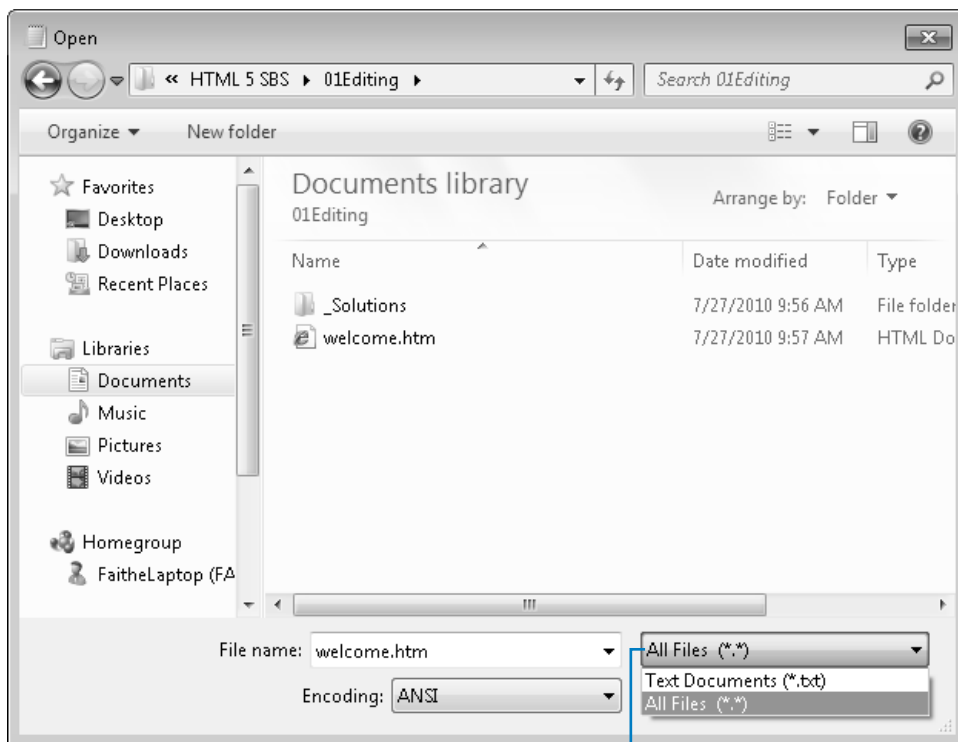 Open
« HTML 5 SBS ▸ 01Editing ▸
Search 01Editing
Organize ▾ New folder
Documents library
01Editing
Arrange by: Folder ▾
Name Date modified Type
_Solutions 7/27/2010 9:56 AM File folder
welcome.htm 7/27/2010 9:57 AM HTML Do
Favorites
Desktop
Downloads
Recent Places
Libraries
Documents
Music
Pictures
Videos
Homegroup
FaitheLaptop (FA
File name: welcome.htm
All Files (*.*)
Encoding: ANSI
Text Documents (*.txt)
All Files (*.*)